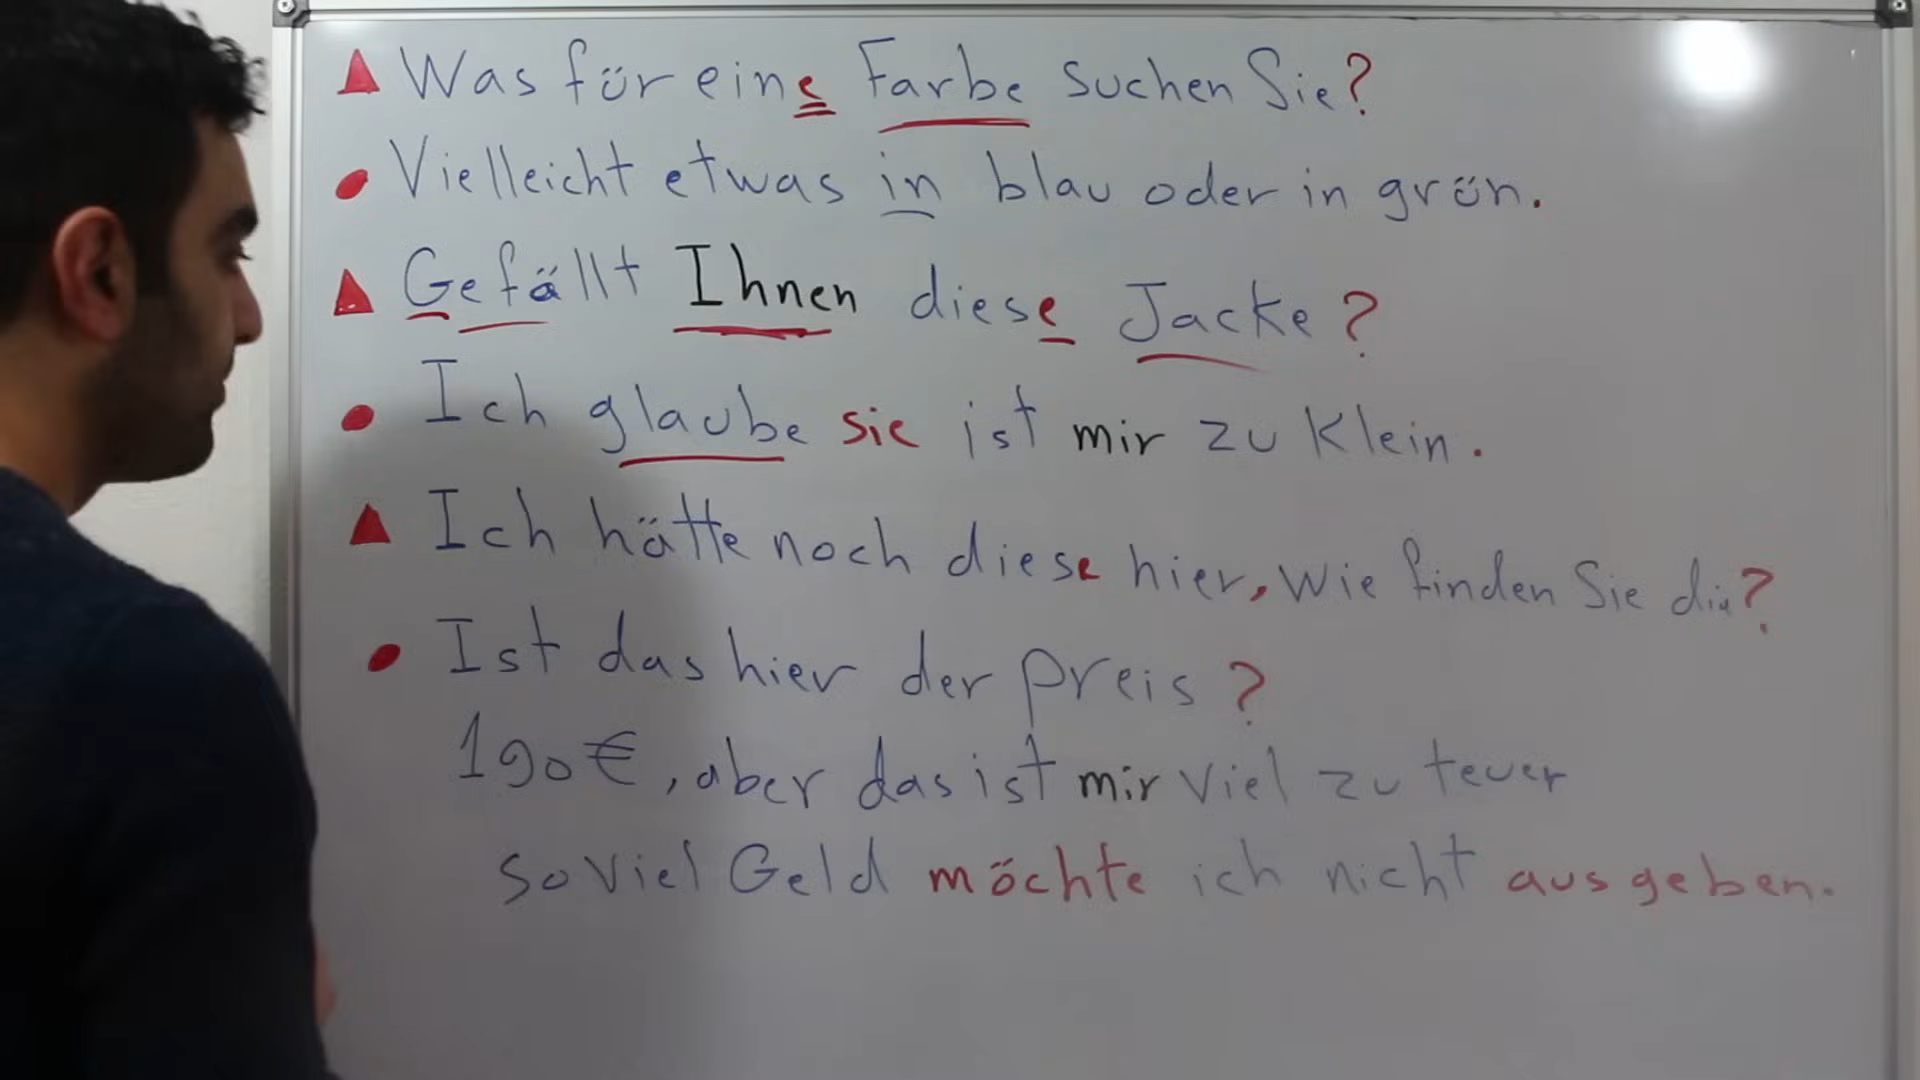 Was für eine Farbe suchen Sie?
Vielleicht etwas in blau oder in grün.
Gefällt Ihnen diese Jacke?
Ich glaube sie ist mir zu klein.
Ich hätte noch diese hier, wie finden Sie die?
Ist das hier der preis?
190€, aber das ist mir viel zu teuer
so viel Geld möchte ich nicht ausgeben.